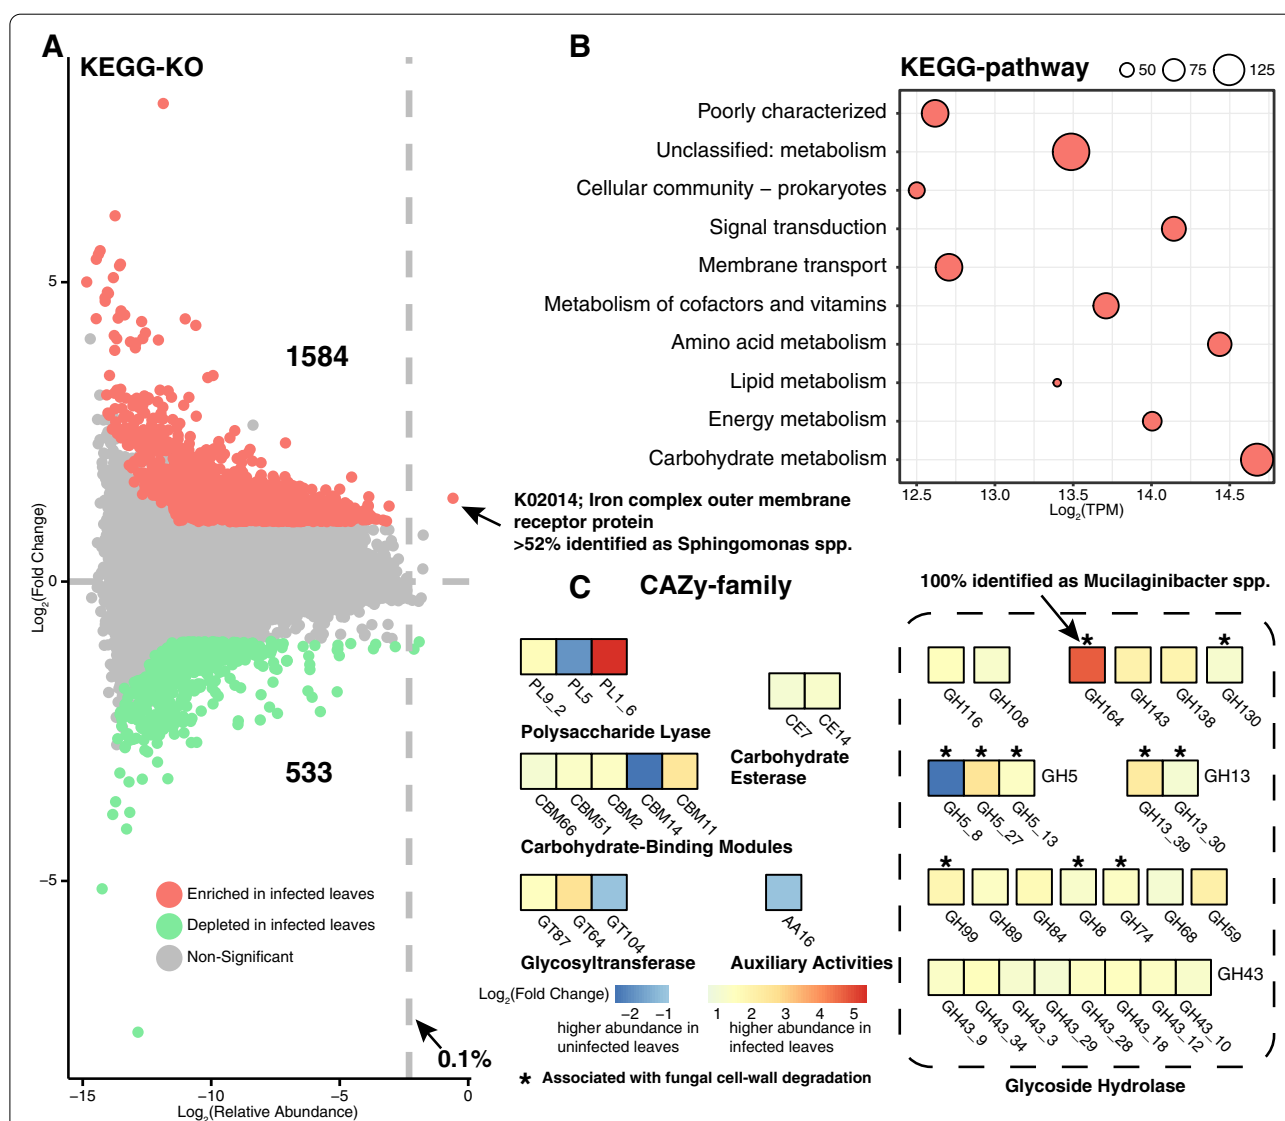 A
KEGG-KO
5
0
−5
Log2(Fold Change)
1584
533
Enriched in infected leaves
Depleted in infected leaves
Non-Significant
0.1%
−15
−10
−5
0
Log2(Relative Abundance)
K02014; Iron complex outer membrane
receptor protein
>52% identified as Sphingomonas spp.
B
KEGG-pathway
50
75
125
Poorly characterized
Unclassified: metabolism
Cellular community − prokaryotes
Signal transduction
Membrane transport
Metabolism of cofactors and vitamins
Amino acid metabolism
Lipid metabolism
Energy metabolism
Carbohydrate metabolism
12.5
13.0
13.5
14.0
14.5
Log2(TPM)
C
CAZy-family
PL9_2
PL5
PL1_6
Polysaccharide Lyase
CE7
CE14
Carbohydrate
Esterase
CBM66
CBM51
CBM2
CBM14
CBM11
Carbohydrate-Binding Modules
GT87
GT64
GT104
Glycosyltransferase
AA16
Auxiliary Activities
Log2(Fold Change)
−2
−1
1
2
3
4
5
higher abundance in
uninfected leaves
higher abundance in
infected leaves
* Associated with fungal cell-wall degradation
100% identified as Mucilaginibacter spp.
*
*
GH116
GH108
GH164
GH143
GH138
GH130
*
*
*
GH5
*
*
GH13
GH5_8
GH5_27
GH5_13
GH13_39
GH13_30
*
*
*
GH99
GH89
GH84
GH8
GH74
GH68
GH59
GH43
GH43_9
GH43_34
GH43_3
GH43_29
GH43_28
GH43_18
GH43_12
GH43_10
Glycoside Hydrolase